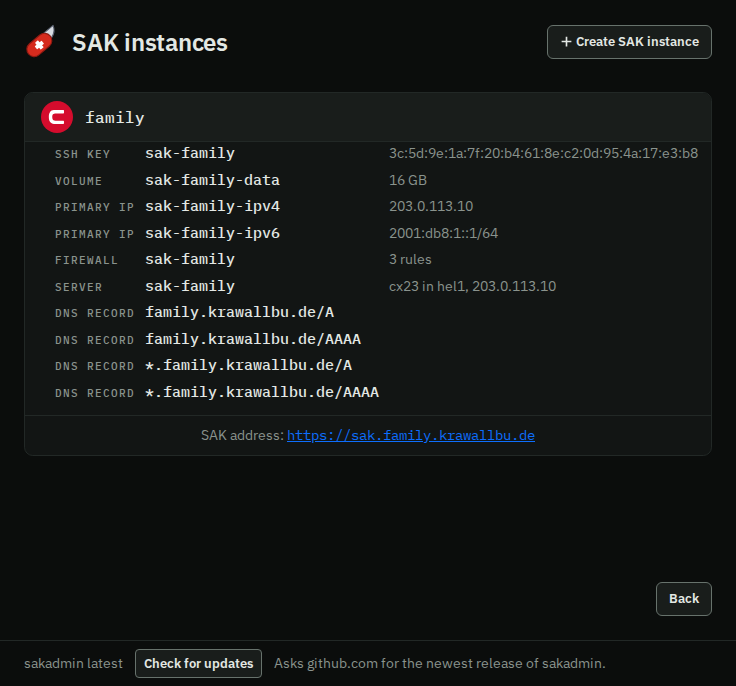 SAK instances
+ Create SAK instance
family
SSH KEY sak-family 3c:5d:9e:1a:7f:20:b4:61:8e:c2:0d:95:4a:17:e3:b8
VOLUME sak-family-data 16 GB
PRIMARY IP sak-family-ipv4 203.0.113.10
PRIMARY IP sak-family-ipv6 2001:db8:1::1/64
FIREWALL sak-family 3 rules
SERVER sak-family cx23 in hel1, 203.0.113.10
DNS RECORD family.krawallbu.de/A
DNS RECORD family.krawallbu.de/AAAA
DNS RECORD *.family.krawallbu.de/A
DNS RECORD *.family.krawallbu.de/AAAA
SAK address: https://sak.family.krawallbu.de
Back
sakadmin latest Check for updates Asks github.com for the newest release of sakadmin.